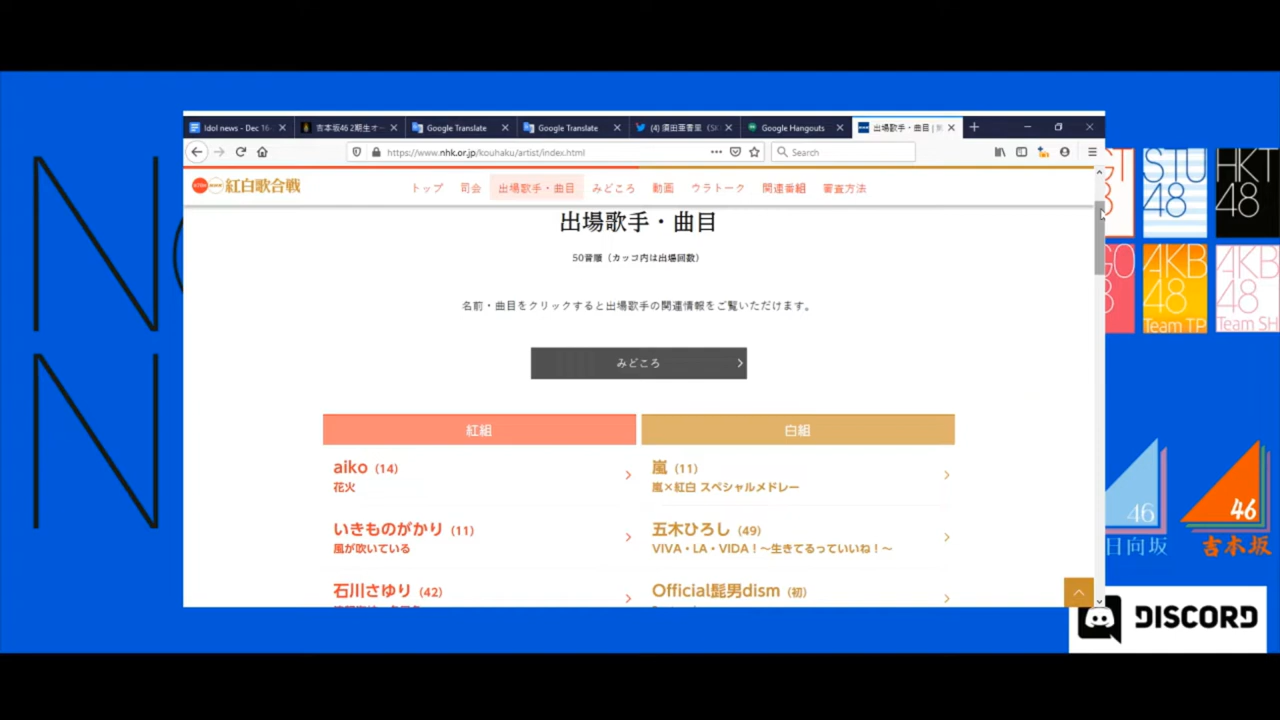 Idol news - Dec 16-
吉本坂46 2期生オー
Google Translate
Google Translate
(4) 須田亜香里 (SK
Google Hangouts
出場歌手・曲目 |
https://www.nhk.or.jp/kouhaku/artist/index.html
Search
紅白歌合戦
トップ 司会 出場歌手・曲目 みどころ 動画 ウラトーク 関連番組 審査方法
出場歌手・曲目
50音順（カッコ内は出場回数）
名前・曲目をクリックすると出場歌手の関連情報をご覧いただけます。
みどころ
紅組
aiko（14）
花火
いきものがかり（11）
風が吹いている
石川さゆり（42）
白組
嵐（11）
嵐×紅白 スペシャルメドレー
五木ひろし（49）
VIVA・LA・VIDA！～生きてるっていいね！～
Official髭男dism（初）
N
N
STU
48
HKT
48
AKB
48
Team TP
AKB
48
Team SH
46
日向坂
46
吉本坂
DISCORD